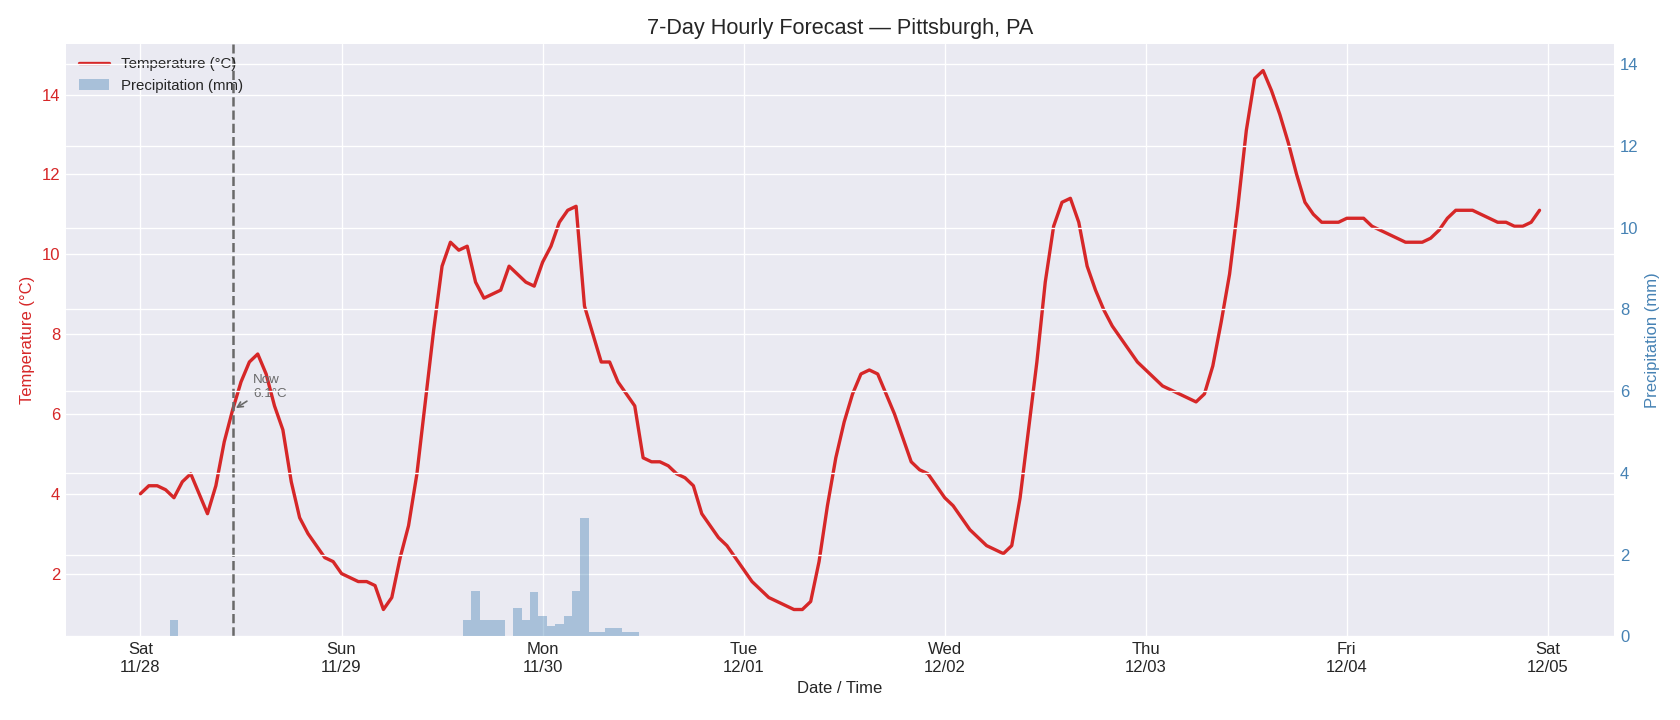 7-Day Hourly Forecast — Pittsburgh, PA
Temperature (°C)
Precipitation (mm)
14
12
10
8
6
4
2
Temperature (°C)
14
12
10
8
6
4
2
0
Precipitation (mm)
Now
6.1°C
Sat
11/28
Sun
11/29
Mon
11/30
Tue
12/01
Wed
12/02
Thu
12/03
Fri
12/04
Sat
12/05
Date / Time